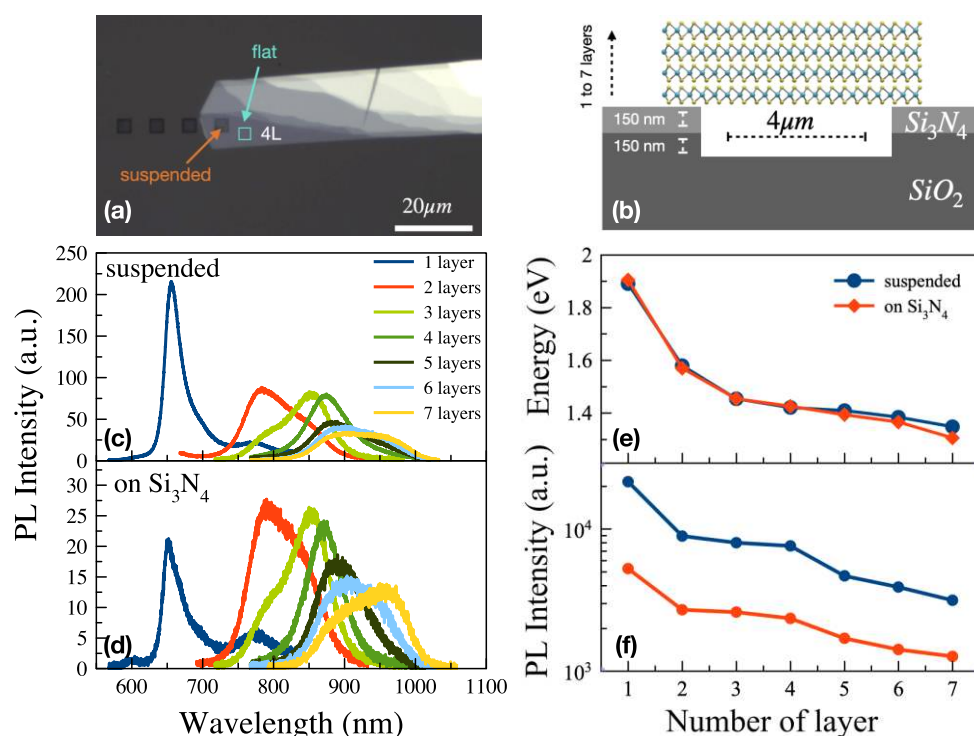 flat
4L
suspended
20μm
(a)
1 to 7 layers
150 nm
150 nm
4μm
Si3N4
SiO2
(b)
PL Intensity (a.u.)
250
200
150
100
50
0
suspended
1 layer
2 layers
3 layers
4 layers
5 layers
6 layers
7 layers
(c)
30
25
20
15
10
5
0
on Si3N4
(d)
600 700 800 900 1000 1100
Wavelength (nm)
Energy (eV)
2
1.8
1.6
1.4
suspended
on Si3N4
(e)
PL Intensity (a.u.)
10^4
10^3
(f)
1 2 3 4 5 6 7
Number of layer